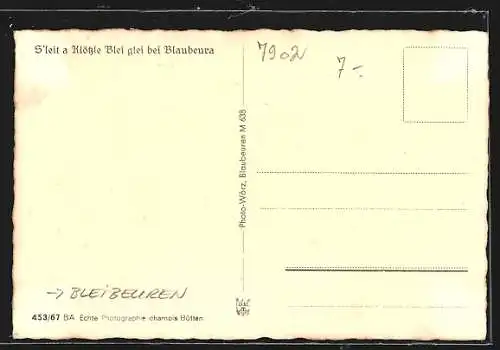 S'leit a Klötzle Blei glei bei Blaubeura
7902
7-
Photo-Wörz, Blaubeuren M 635
→ BLEIBEUREN
453/67 BA Echte Photographie chamois Bütten